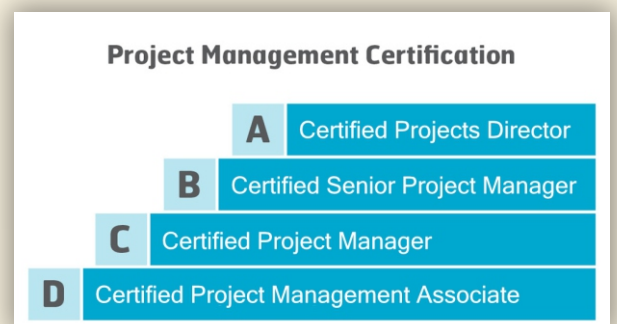 Project Management Certification
A Certified Projects Director
B Certified Senior Project Manager
C Certified Project Manager
D Certified Project Management Associate